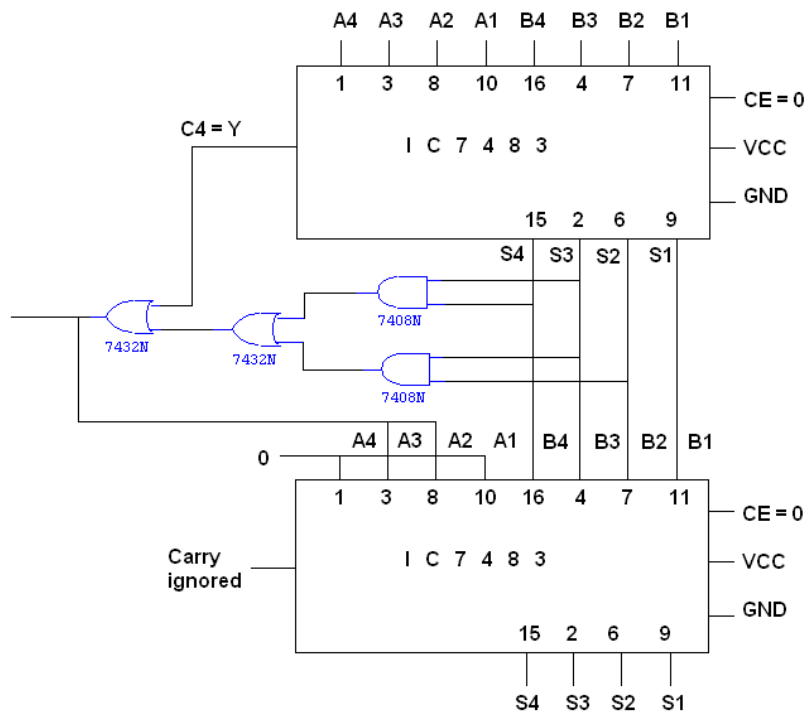 A4 A3 A2 A1 B4 B3 B2 B1
1 3 8 10 16 4 7 11
CE = 0
C4 = Y
I C 7 4 8 3
VCC
GND
15 2 6 9
S4 S3 S2 S1
7408N
7432N 7432N
7408N
A4 A3 A2 A1 B4 B3 B2 B1
0
1 3 8 10 16 4 7 11
CE = 0
Carry
ignored
I C 7 4 8 3
VCC
GND
15 2 6 9
S4 S3 S2 S1